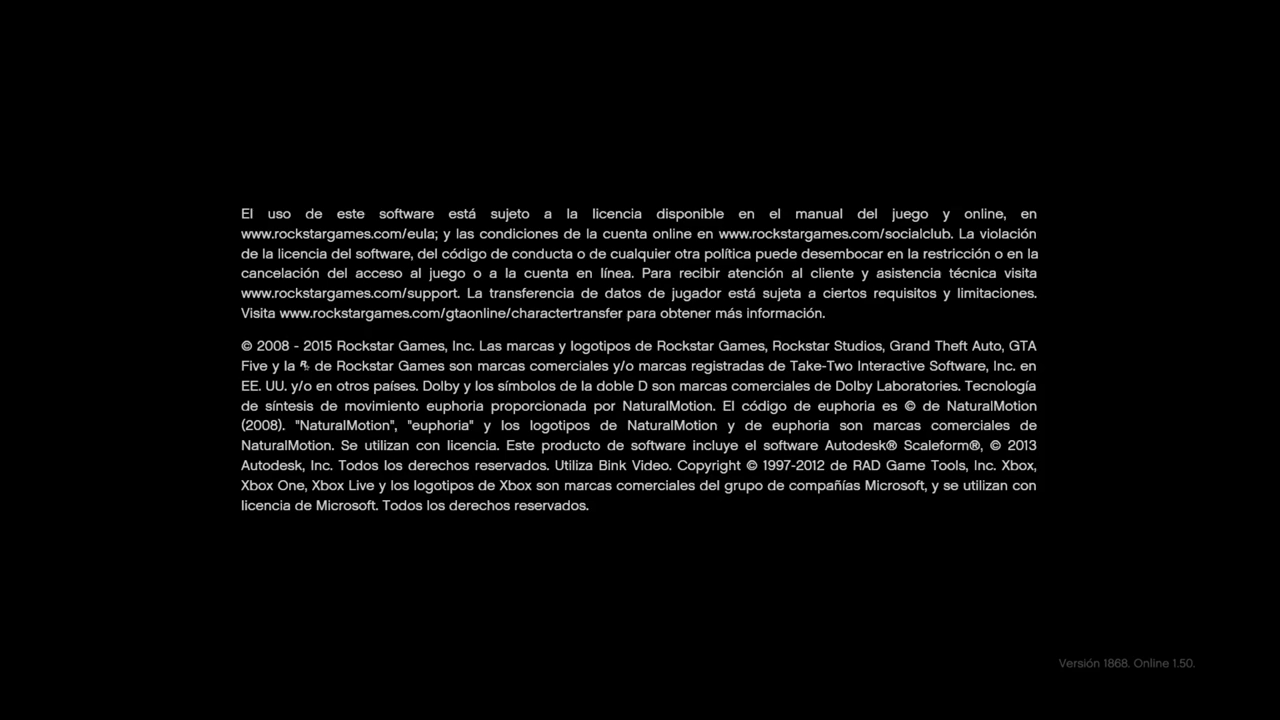 El uso de este software está sujeto a la licencia disponible en el manual del juego y online, en
www.rockstargames.com/eula; y las condiciones de la cuenta online en www.rockstargames.com/socialclub. La violación
de la licencia del software, del código de conducta o de cualquier otra política puede desembocar en la restricción o en la
cancelación del acceso al juego o a la cuenta en línea. Para recibir atención al cliente y asistencia técnica visita
www.rockstargames.com/support. La transferencia de datos de jugador está sujeta a ciertos requisitos y limitaciones.
Visita www.rockstargames.com/gtaonline/charactertransfer para obtener más información.
© 2008 - 2015 Rockstar Games, Inc. Las marcas y logotipos de Rockstar Games, Rockstar Studios, Grand Theft Auto, GTA
Five y la R* de Rockstar Games son marcas comerciales y/o marcas registradas de Take-Two Interactive Software, Inc. en
EE. UU. y/o en otros países. Dolby y los símbolos de la doble D son marcas comerciales de Dolby Laboratories. Tecnología
de síntesis de movimiento euphoria proporcionada por NaturalMotion. El código de euphoria es © de NaturalMotion
(2008). "NaturalMotion", "euphoria" y los logotipos de NaturalMotion y de euphoria son marcas comerciales de
NaturalMotion. Se utilizan con licencia. Este producto de software incluye el software Autodesk® Scaleform®, © 2013
Autodesk, Inc. Todos los derechos reservados. Utiliza Bink Video. Copyright © 1997-2012 de RAD Game Tools, Inc. Xbox,
Xbox One, Xbox Live y los logotipos de Xbox son marcas comerciales del grupo de compañías Microsoft, y se utilizan con
licencia de Microsoft. Todos los derechos reservados.
Versión 1868. Online 1.50.